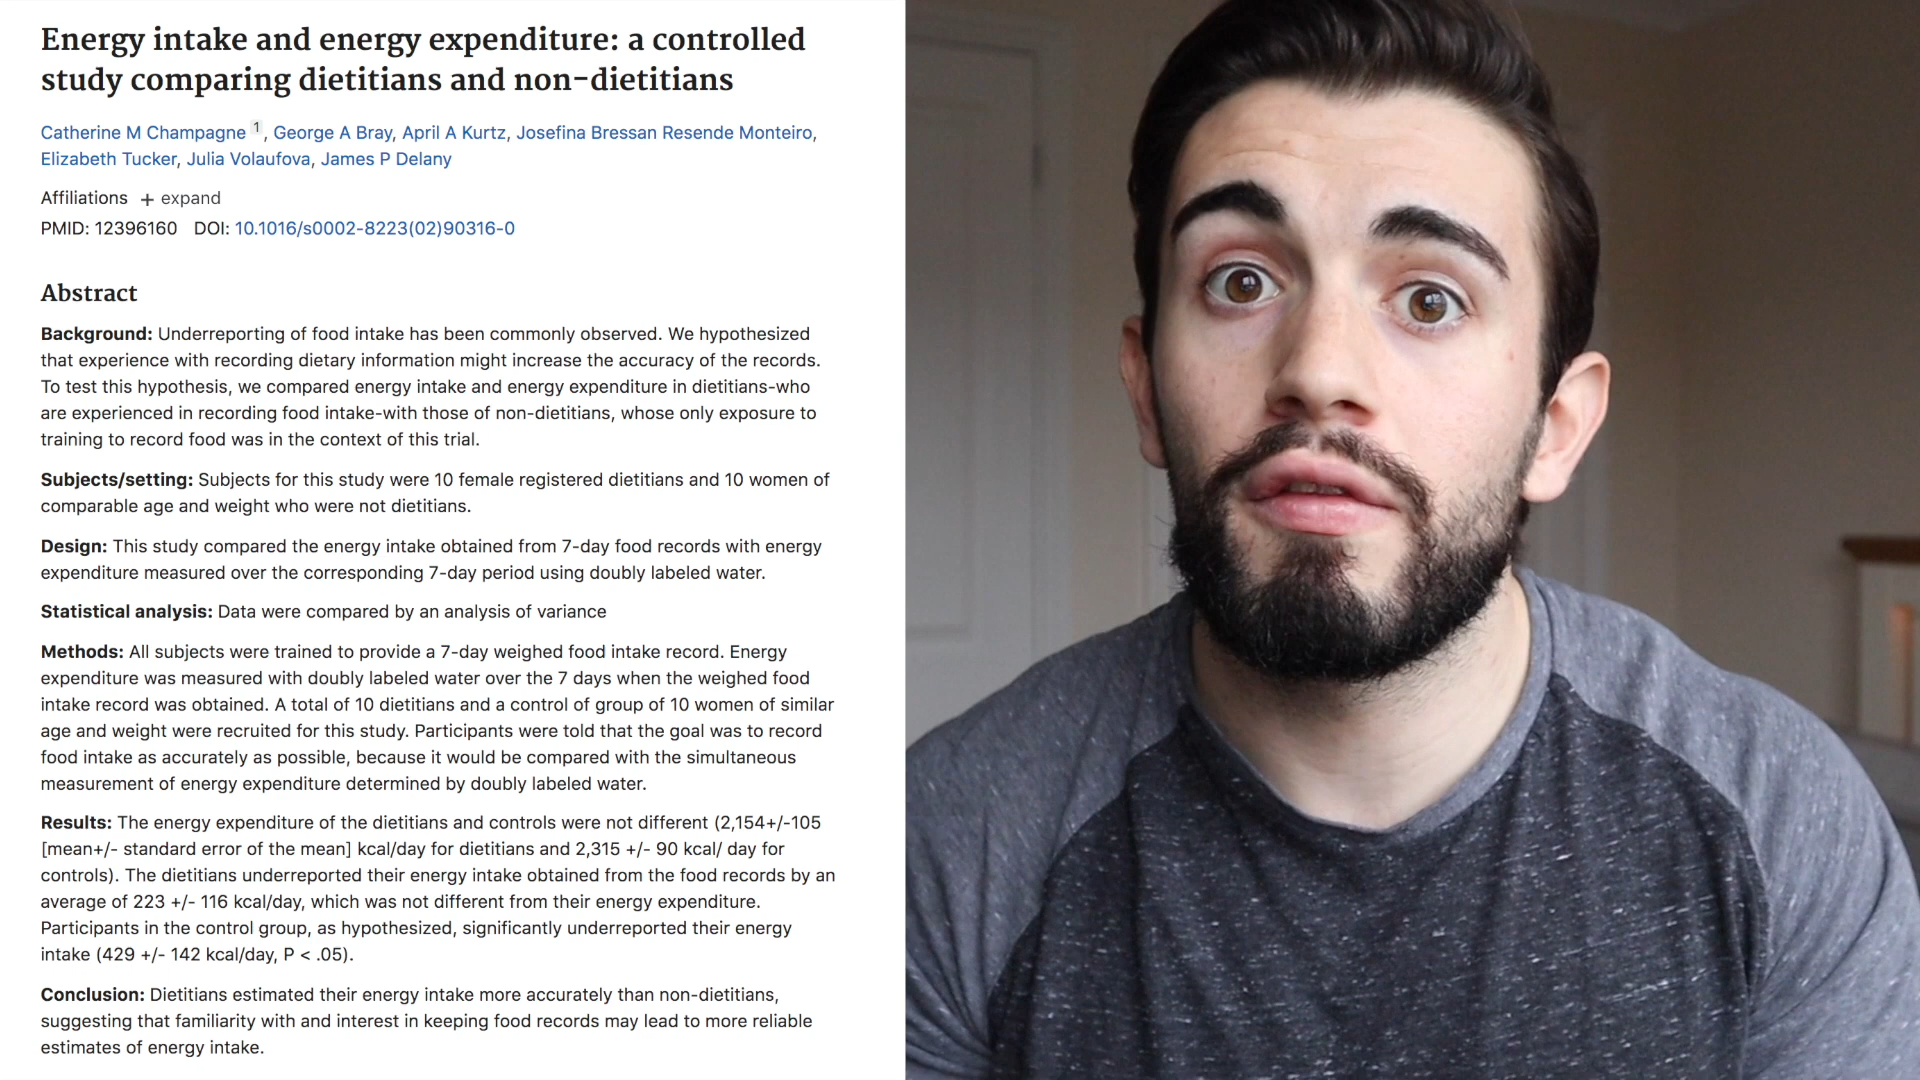 Energy intake and energy expenditure: a controlled
study comparing dietitians and non-dietitians
Catherine M Champagne 1, George A Bray, April A Kurtz, Josefina Bressan Resende Monteiro,
Elizabeth Tucker, Julia Volaufova, James P Delany
Affiliations + expand
PMID: 12396160 DOI: 10.1016/s0002-8223(02)90316-0
Abstract
Background: Underreporting of food intake has been commonly observed. We hypothesized
that experience with recording dietary information might increase the accuracy of the records.
To test this hypothesis, we compared energy intake and energy expenditure in dietitians-who
are experienced in recording food intake-with those of non-dietitians, whose only exposure to
training to record food was in the context of this trial.
Subjects/setting: Subjects for this study were 10 female registered dietitians and 10 women of
comparable age and weight who were not dietitians.
Design: This study compared the energy intake obtained from 7-day food records with energy
expenditure measured over the corresponding 7-day period using doubly labeled water.
Statistical analysis: Data were compared by an analysis of variance
Methods: All subjects were trained to provide a 7-day weighed food intake record. Energy
expenditure was measured with doubly labeled water over the 7 days when the weighed food
intake record was obtained. A total of 10 dietitians and a control of group of 10 women of similar
age and weight were recruited for this study. Participants were told that the goal was to record
food intake as accurately as possible, because it would be compared with the simultaneous
measurement of energy expenditure determined by doubly labeled water.
Results: The energy expenditure of the dietitians and controls were not different (2,154+/-105
[mean+/- standard error of the mean] kcal/day for dietitians and 2,315 +/- 90 kcal/ day for
controls). The dietitians underreported their energy intake obtained from the food records by an
average of 223 +/- 116 kcal/day, which was not different from their energy expenditure.
Participants in the control group, as hypothesized, significantly underreported their energy
intake (429 +/- 142 kcal/day, P < .05).
Conclusion: Dietitians estimated their energy intake more accurately than non-dietitians,
suggesting that familiarity with and interest in keeping food records may lead to more reliable
estimates of energy intake.